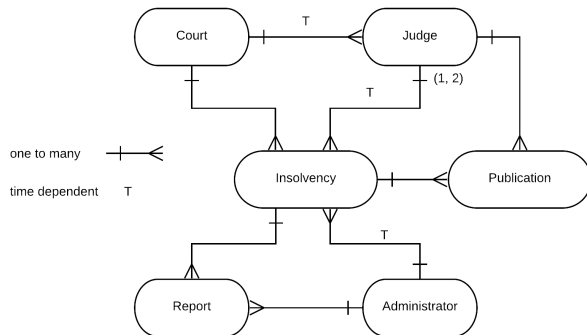 Court
T
Judge
(1, 2)
T
one to many
Insolvency
Publication
time dependent T
T
Report
Administrator